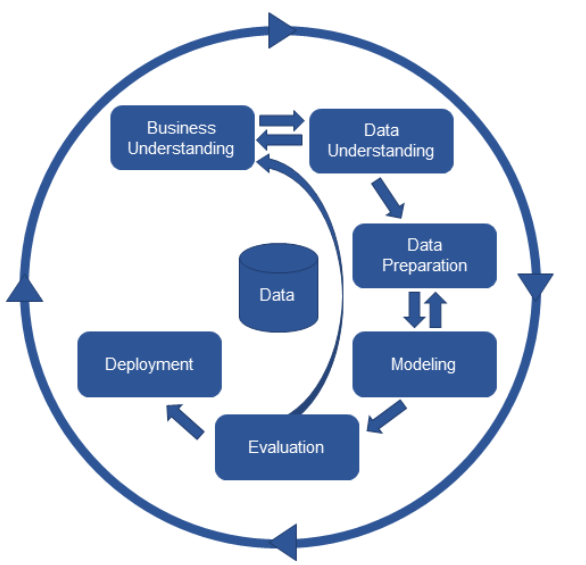 Business
Understanding
Data
Understanding
Data
Preparation
Data
Deployment
Modeling
Evaluation